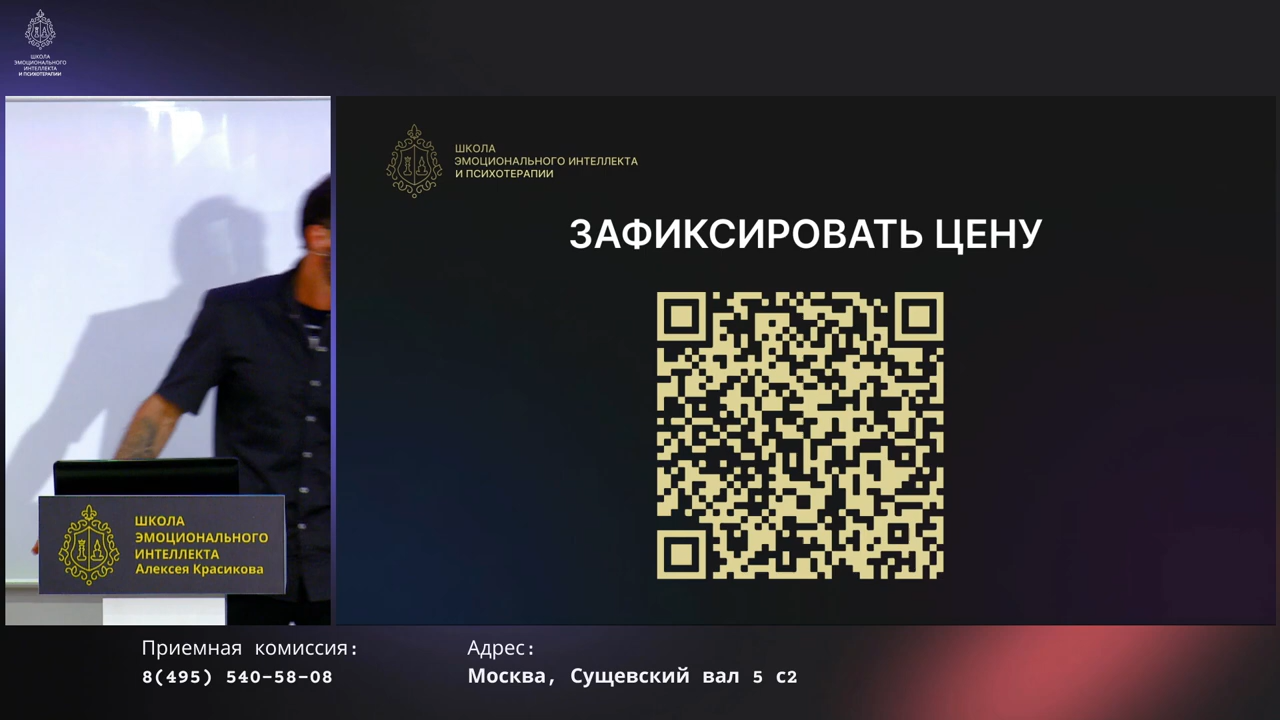 ШКОЛА
ЭМОЦИОНАЛЬНОГО
ИНТЕЛЛЕКТА
И ПСИХОТЕРАПИИ
ШКОЛА
ЭМОЦИОНАЛЬНОГО ИНТЕЛЛЕКТА
И ПСИХОТЕРАПИИ
ЗАФИКСИРОВАТЬ ЦЕНУ
ШКОЛА
ЭМОЦИОНАЛЬНОГО
ИНТЕЛЛЕКТА
Алексея Красикова
Приемная комиссия:
8(495) 540-58-08
Адрес:
Москва, Сущевский вал 5 с2